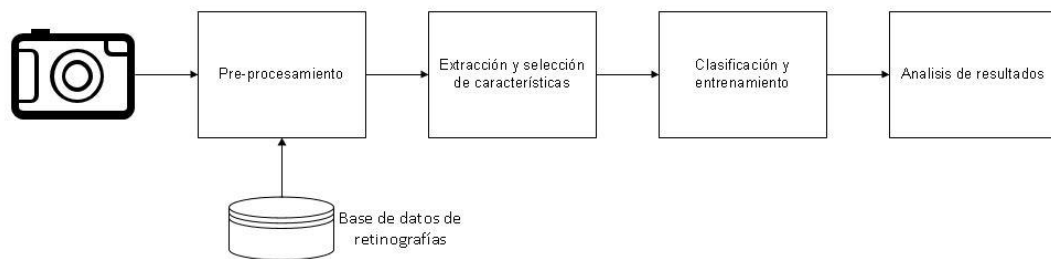 Pre-procesamiento
Extracción y selección
de características
Clasificación y
entrenamiento
Analisis de resultados
Base de datos de
retinografías